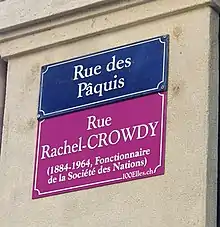 Rue des
Pâquis
Rue
Rachel-CROWDY
(1884-1964, Fonctionnaire
de la Société des Nations)
100Elles.ch